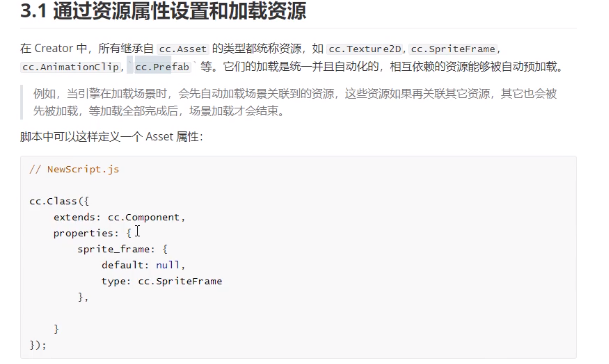 3.1 通过资源属性设置和加载资源
在 Creator 中，所有继承自 cc.Asset 的类型都统称资源，如 cc.Texture2D, cc.SpriteFrame,
cc.AnimationClip, `cc.Prefab` 等。它们的加载是统一并且自动化的，相互依赖的资源能够被自动预加载。
例如，当引擎在加载场景时，会先自动加载场景关联到的资源，这些资源如果再关联其它资源，其它也会被
先被加载，等加载全部完成后，场景加载才会结束。
脚本中可以这样定义一个 Asset 属性：
// NewScript.js
cc.Class({
extends: cc.Component,
properties: {
sprite_frame: {
default: null,
type: cc.SpriteFrame
},
}
});